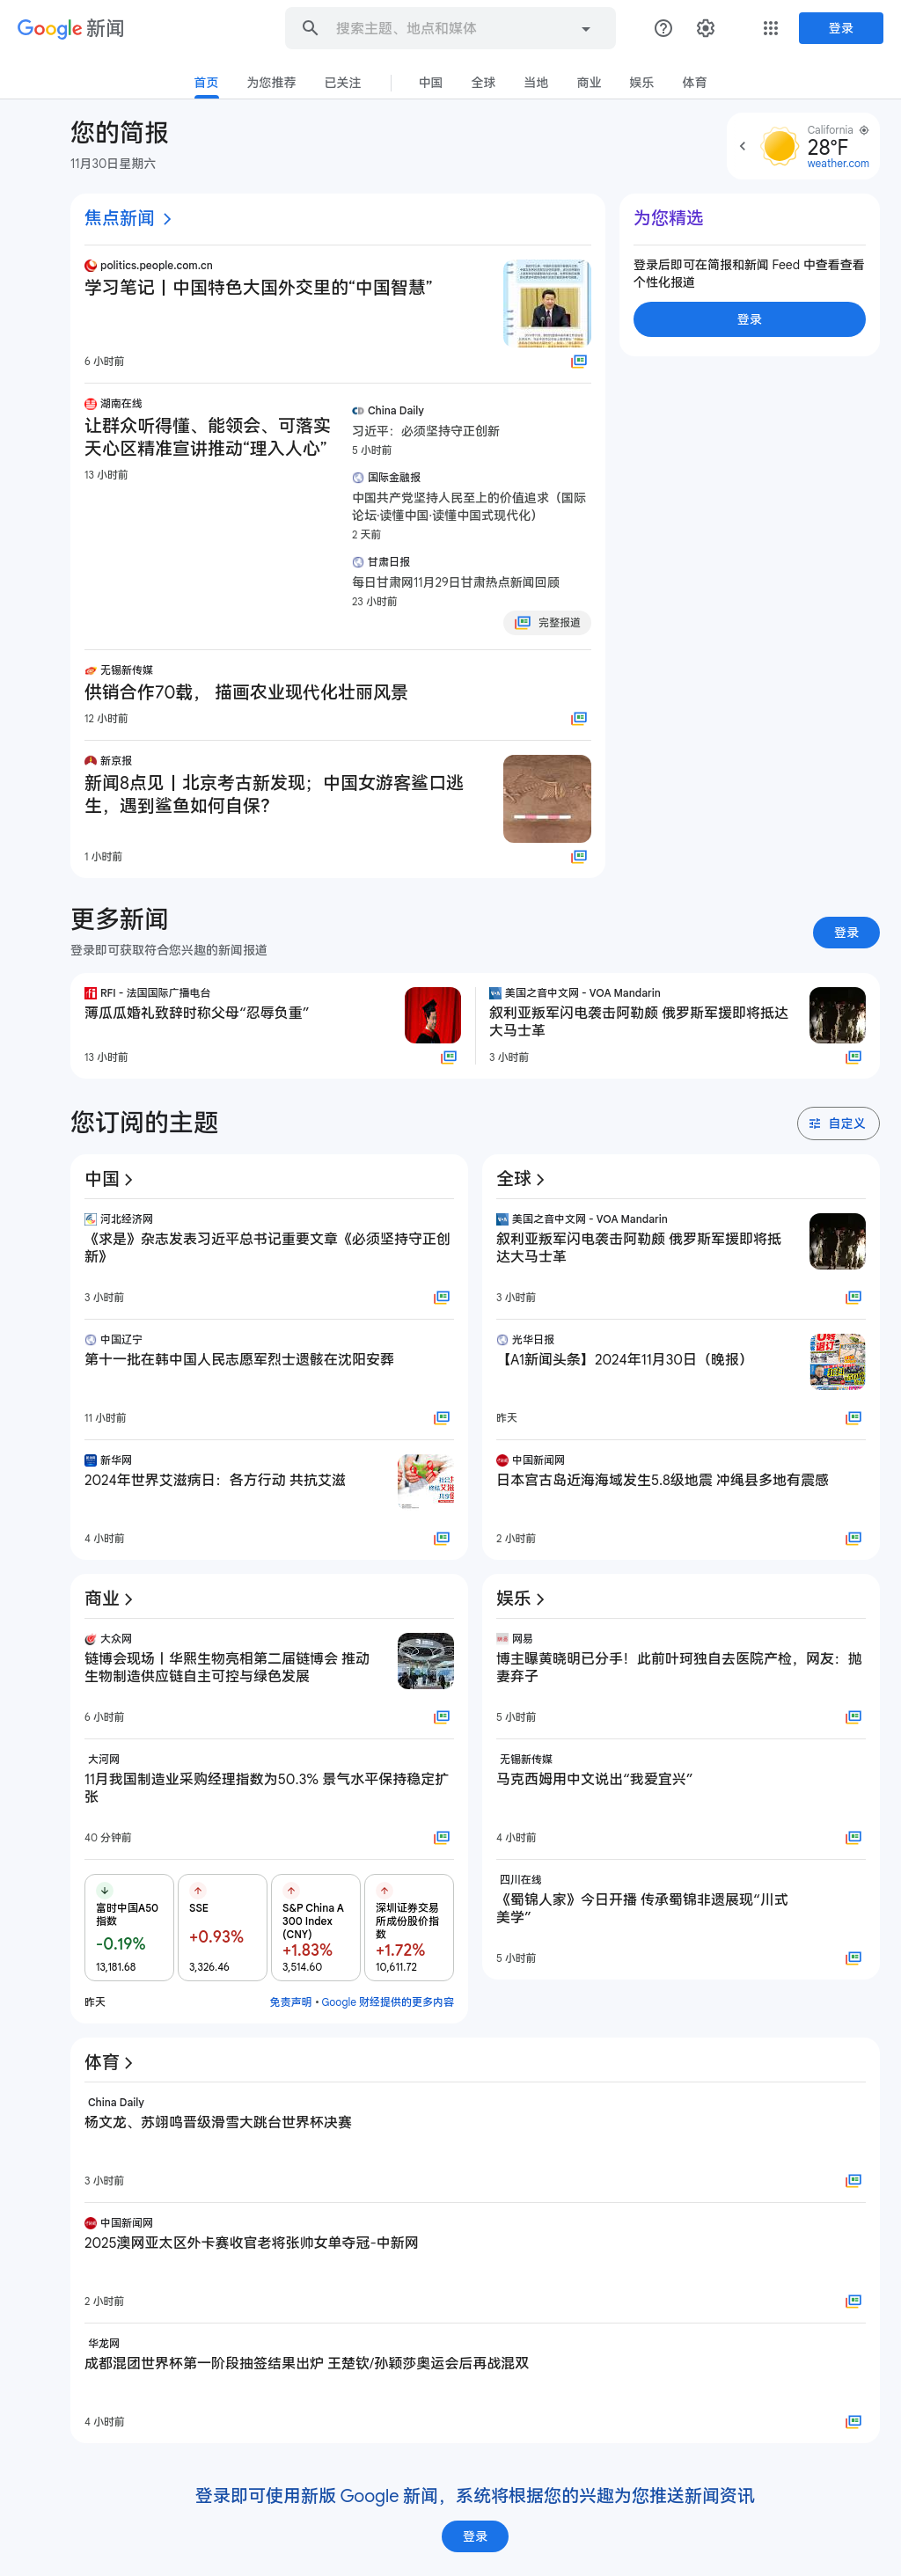 Google 新闻
搜索主题、地点和媒体
登录
首页
为您推荐
已关注
中国
全球
当地
商业
娱乐
体育
您的简报
11月30日星期六
California
28°F
weather.com
焦点新闻
politics.people.com.cn
学习笔记丨中国特色大国外交里的“中国智慧”
6 小时前
湖南在线
让群众听得懂、能领会、可落实
天心区精准宣讲推动“理入人心”
13 小时前
China Daily
习近平：必须坚持守正创新
5 小时前
国际金融报
中国共产党坚持人民至上的价值追求（国际
论坛·读懂中国·读懂中国式现代化）
2 天前
甘肃日报
每日甘肃网11月29日甘肃热点新闻回顾
23 小时前
完整报道
无锡新传媒
供销合作70载， 描画农业现代化壮丽风景
12 小时前
新京报
新闻8点见丨北京考古新发现；中国女游客鲨口逃
生，遇到鲨鱼如何自保？
1 小时前
为您精选
登录后即可在简报和新闻 Feed 中查看查看
个性化报道
登录
更多新闻
登录即可获取符合您兴趣的新闻报道
登录
RFI - 法国国际广播电台
薄瓜瓜婚礼致辞时称父母“忍辱负重”
13 小时前
美国之音中文网 - VOA Mandarin
叙利亚叛军闪电袭击阿勒颇 俄罗斯军援即将抵达
大马士革
3 小时前
您订阅的主题
自定义
中国
河北经济网
《求是》杂志发表习近平总书记重要文章《必须坚持守正创
新》
3 小时前
中国辽宁
第十一批在韩中国人民志愿军烈士遗骸在沈阳安葬
11 小时前
新华网
2024年世界艾滋病日：各方行动 共抗艾滋
4 小时前
全球
美国之音中文网 - VOA Mandarin
叙利亚叛军闪电袭击阿勒颇 俄罗斯军援即将抵
达大马士革
3 小时前
光华日报
【A1新闻头条】2024年11月30日（晚报）
昨天
中国新闻网
日本宫古岛近海海域发生5.8级地震 冲绳县多地有震感
2 小时前
商业
大众网
链博会现场丨华熙生物亮相第二届链博会 推动
生物制造供应链自主可控与绿色发展
6 小时前
大河网
11月我国制造业采购经理指数为50.3% 景气水平保持稳定扩
张
40 分钟前
富时中国A50
指数
-0.19%
13,181.68
SSE
+0.93%
3,326.46
S&P China A
300 Index
(CNY)
+1.83%
3,514.60
深圳证券交易
所成份股价指
数
+1.72%
10,611.72
昨天
免责声明 • Google 财经提供的更多内容
娱乐
网易
博主曝黄晓明已分手！此前叶珂独自去医院产检，网友：抛
妻弃子
5 小时前
无锡新传媒
马克西姆用中文说出“我爱宜兴”
4 小时前
四川在线
《蜀锦人家》今日开播 传承蜀锦非遗展现“川式
美学”
5 小时前
体育
China Daily
杨文龙、苏翊鸣晋级滑雪大跳台世界杯决赛
3 小时前
中国新闻网
2025澳网亚太区外卡赛收官老将张帅女单夺冠-中新网
2 小时前
华龙网
成都混团世界杯第一阶段抽签结果出炉 王楚钦/孙颖莎奥运会后再战混双
4 小时前
登录即可使用新版 Google 新闻，系统将根据您的兴趣为您推送新闻资讯
登录